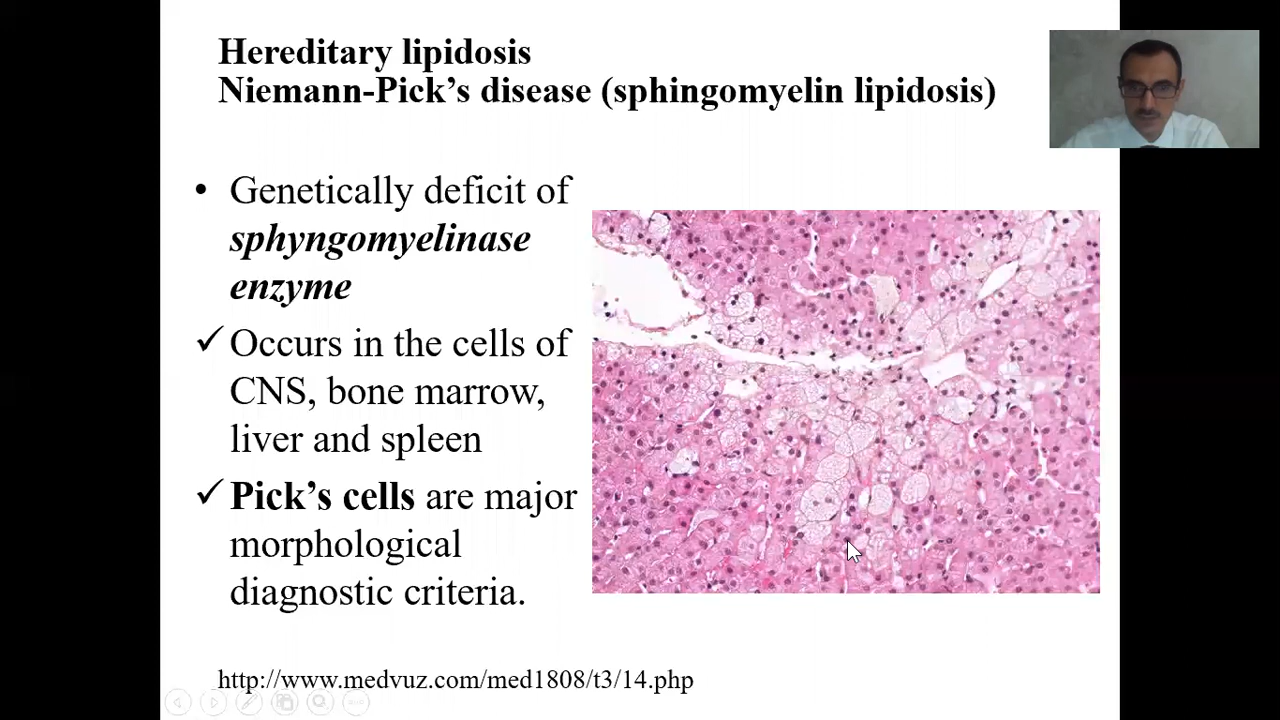 Hereditary lipidosis
Niemann-Pick’s disease (sphingomyelin lipidosis)
• Genetically deficit of
sphyngomyelinase
enzyme
✓ Occurs in the cells of
CNS, bone marrow,
liver and spleen
✓ Pick’s cells are major
morphological
diagnostic criteria.
http://www.medvuz.com/med1808/t3/14.php